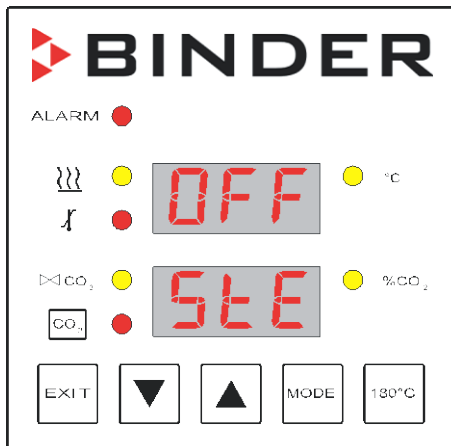 BINDER
ALARM
OFF °C
CO₂ StE %CO₂
CO₂
EXIT MODE 180°C